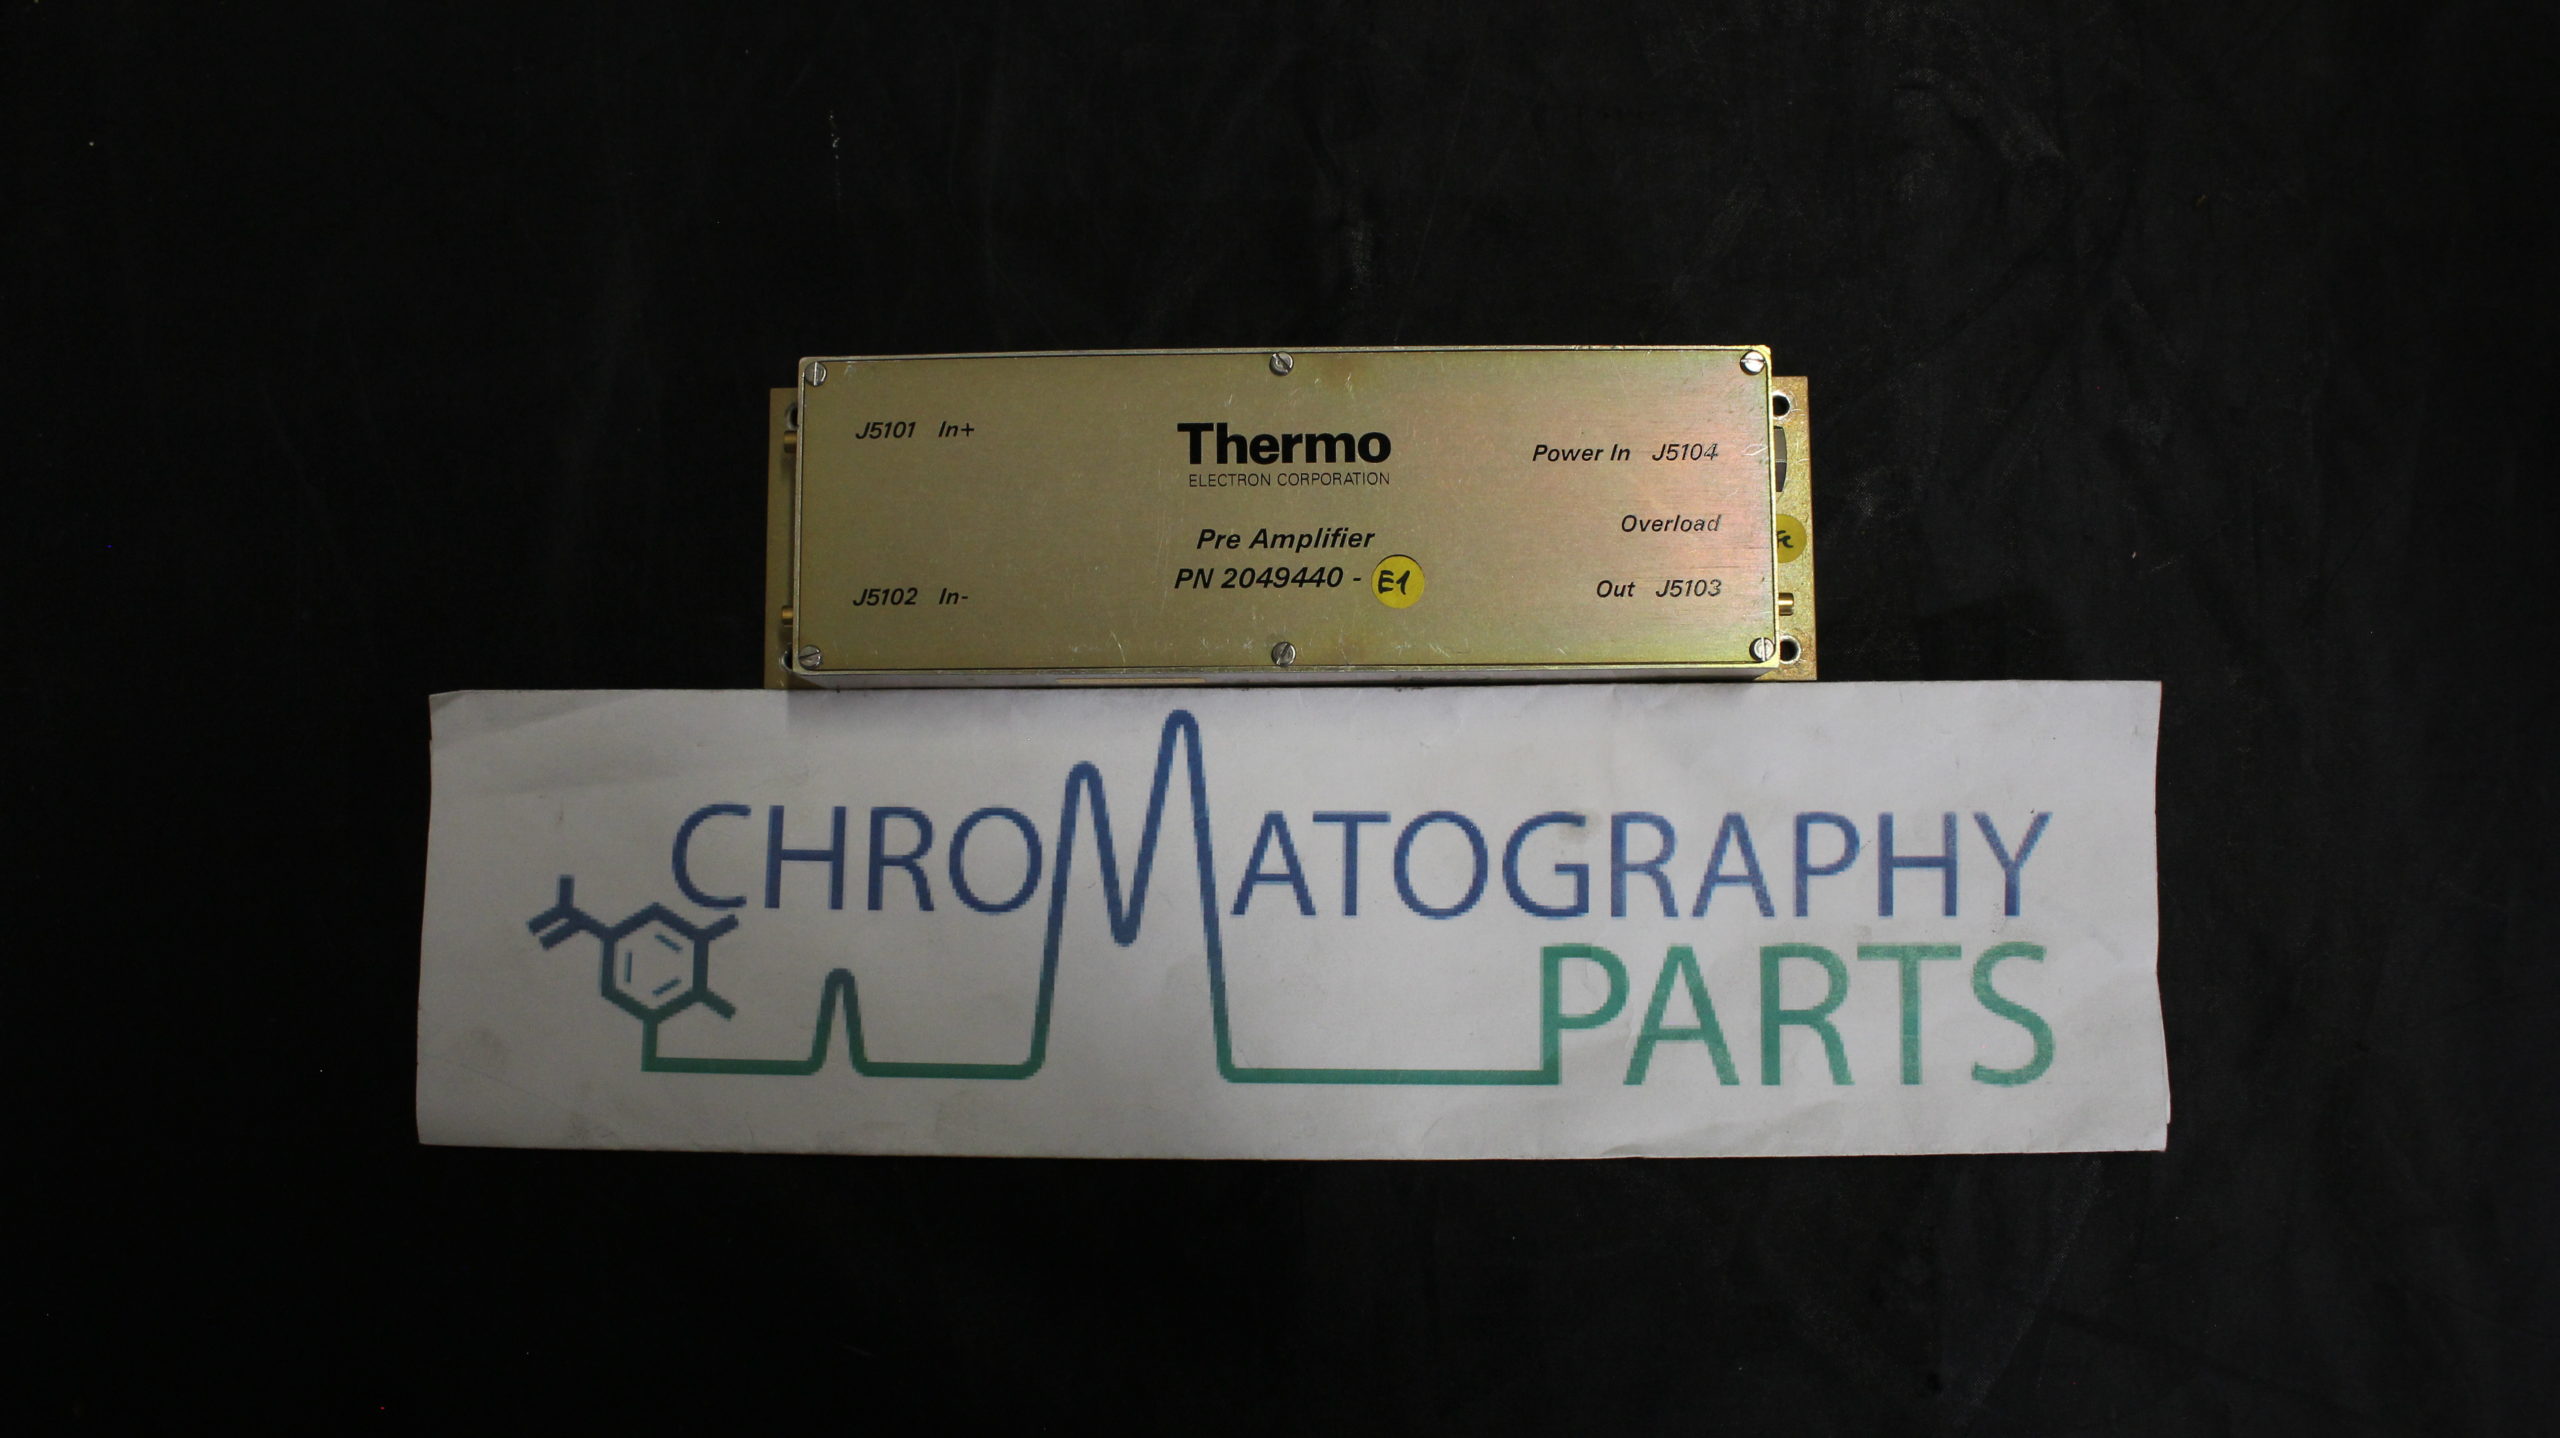 J5101 In+
Thermo
ELECTRON CORPORATION
Power In J5104
Overload
Pre Amplifier
PN 2049440 - E1
J5102 In-
Out J5103
CHROMATOGRAPHY
PARTS